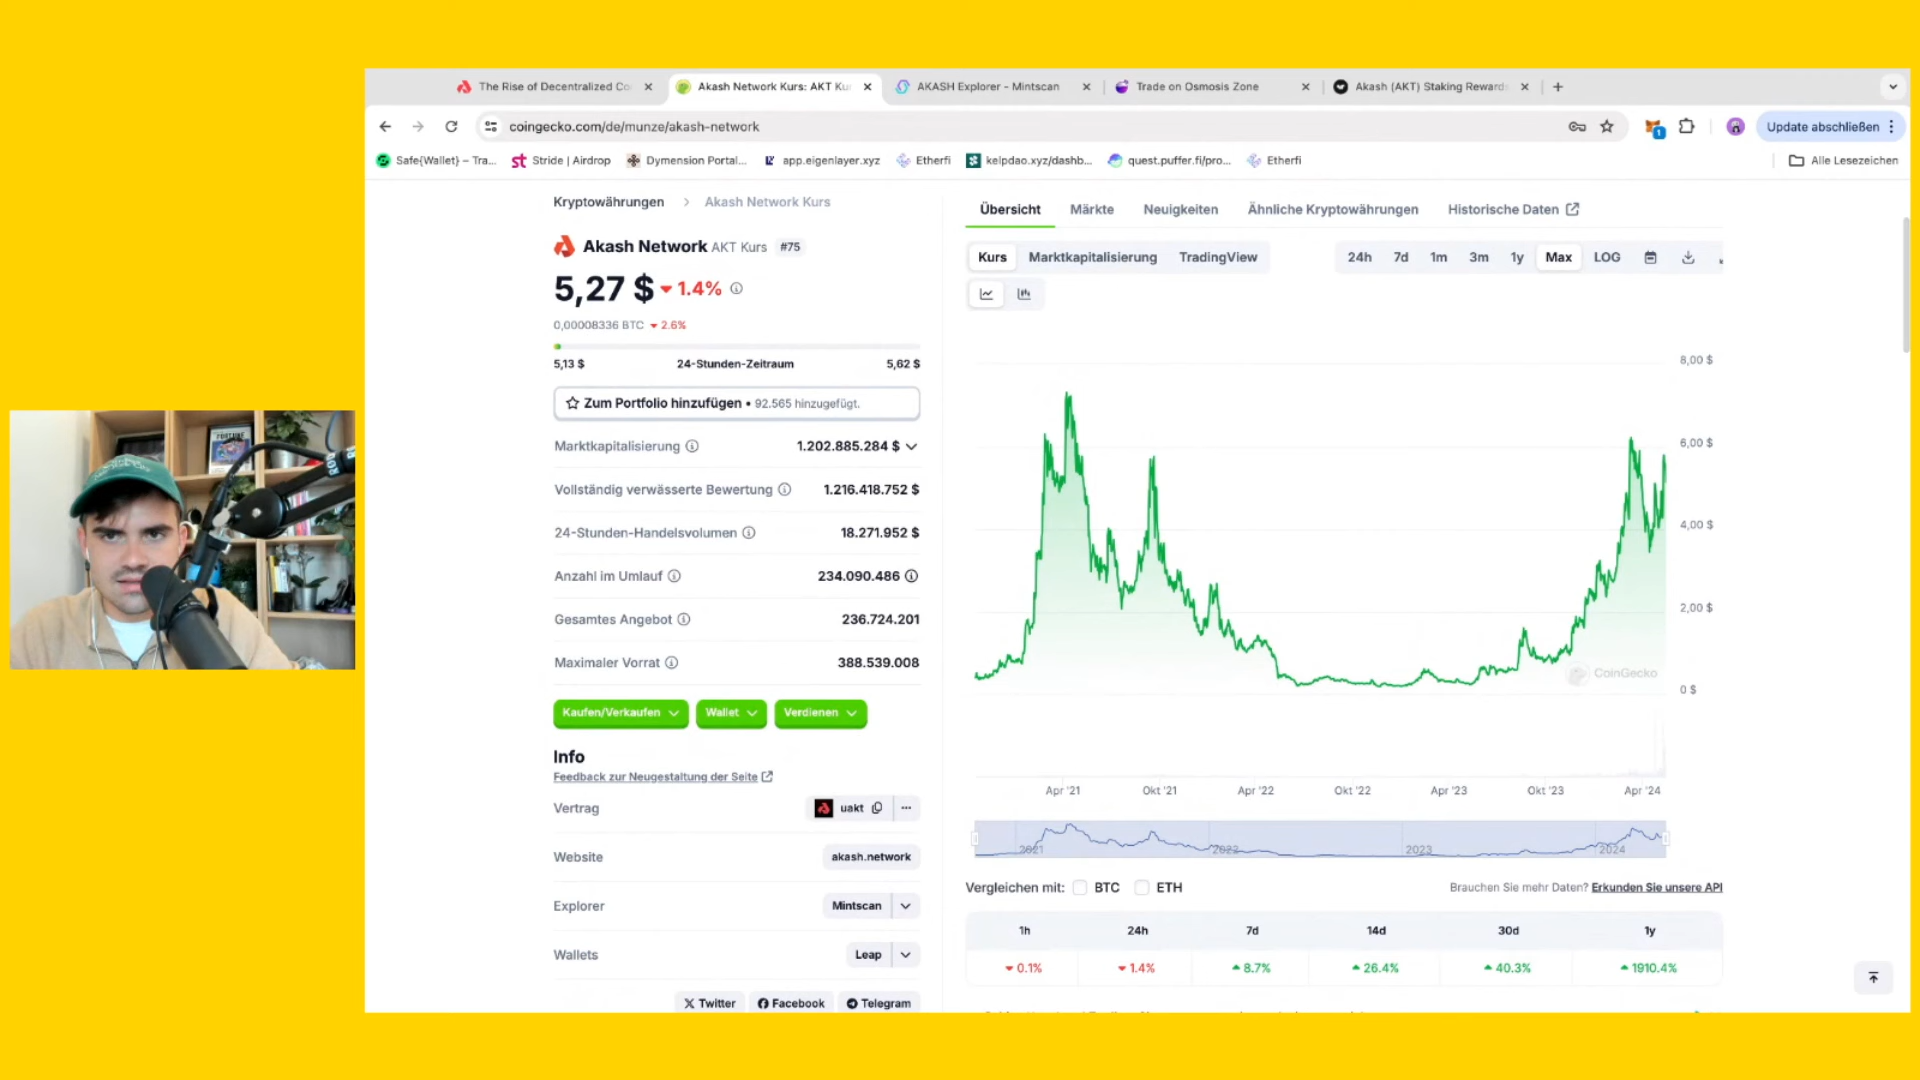 The Rise of Decentralized Co
Akash Network Kurs: AKT Ku
AKASH Explorer - Mintscan
Trade on Osmosis Zone
Akash (AKT) Staking Rewards
coingecko.com/de/munze/akash-network
1
Update abschließen
Safe{Wallet} – Tra...
Stride | Airdrop
Dymension Portal...
app.eigenlayer.xyz
Etherfi
kelpdao.xyz/dashb...
quest.puffer.fi/pro...
Etherfi
Alle Lesezeichen
Kryptowährungen > Akash Network Kurs
Akash Network AKT Kurs #75
5,27 $ 1.4%
0,00008336 BTC 2.6%
5,13 $ 24-Stunden-Zeitraum 5,62 $
Zum Portfolio hinzufügen • 92.565 hinzugefügt.
Marktkapitalisierung 1.202.885.284 $
Vollständig verwässerte Bewertung 1.216.418.752 $
24-Stunden-Handelsvolumen 18.271.952 $
Anzahl im Umlauf 234.090.486
Gesamtes Angebot 236.724.201
Maximaler Vorrat 388.539.008
Kaufen/Verkaufen Wallet Verdienen
Info
Feedback zur Neugestaltung der Seite
Vertrag uakt ...
Website akash.network
Explorer Mintscan
Wallets Leap
Twitter Facebook Telegram
Übersicht Märkte Neuigkeiten Ähnliche Kryptowährungen Historische Daten
Kurs Marktkapitalisierung TradingView
24h 7d 1m 3m 1y Max LOG
8,00 $
6,00 $
4,00 $
2,00 $
0 $
CoinGecko
Apr '21 Okt '21 Apr '22 Okt '22 Apr '23 Okt '23 Apr '24
2021 2022 2023 2024
Vergleichen mit: BTC ETH
Brauchen Sie mehr Daten? Erkunden Sie unsere API
1h 24h 7d 14d 30d 1y
0.1% 1.4% 8.7% 26.4% 40.3% 1910.4%
FORTUNE